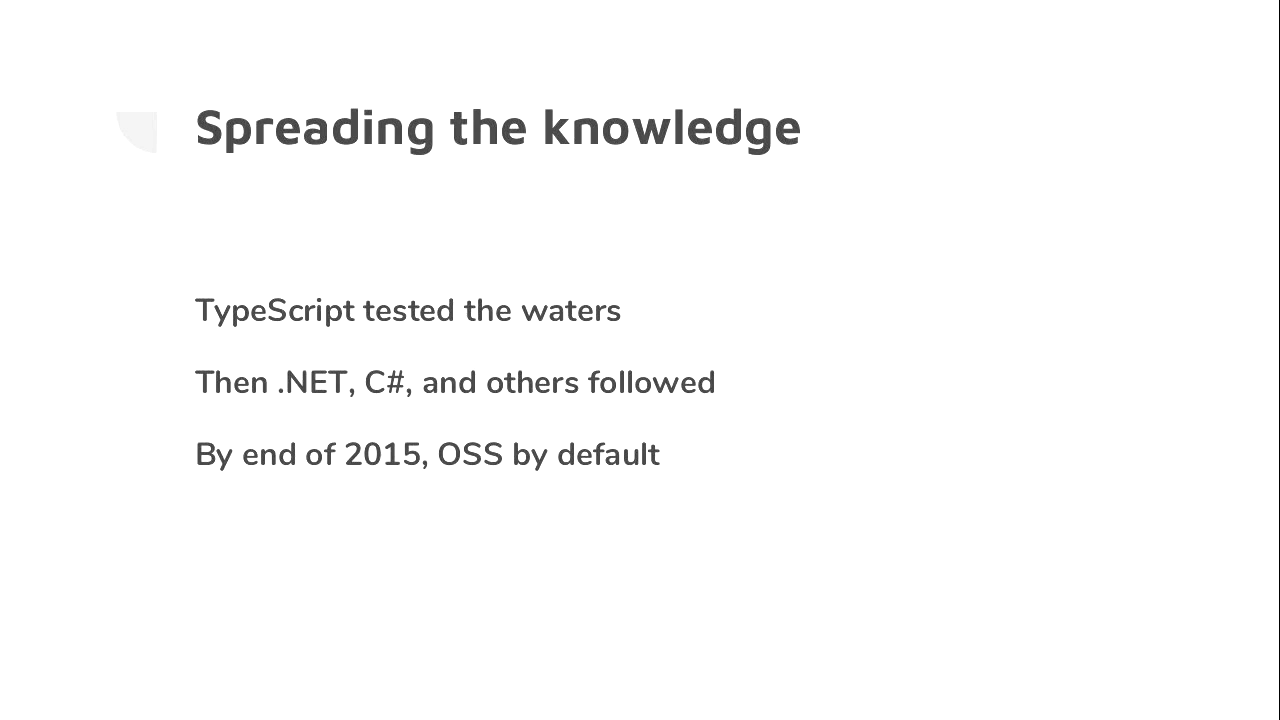 Spreading the knowledge
TypeScript tested the waters
Then .NET, C#, and others followed
By end of 2015, OSS by default